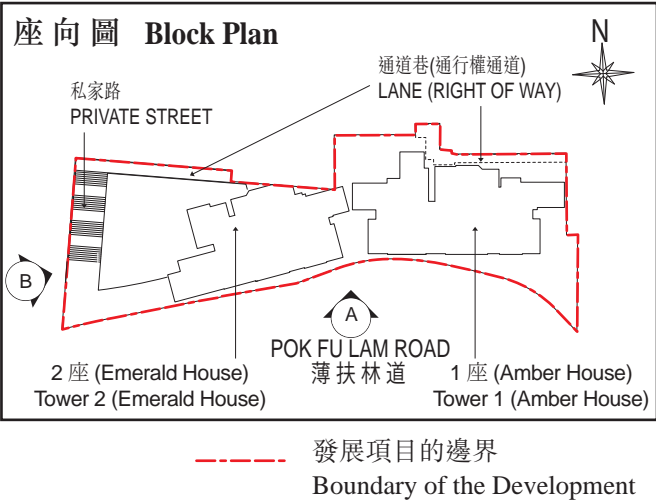 座向圖 Block Plan
N
通道巷(通行權通道)
LANE (RIGHT OF WAY)
私家路
PRIVATE STREET
B
A
POK FU LAM ROAD
薄扶林道
2 座 (Emerald House)
Tower 2 (Emerald House)
1 座 (Amber House)
Tower 1 (Amber House)
發展項目的邊界
Boundary of the Development